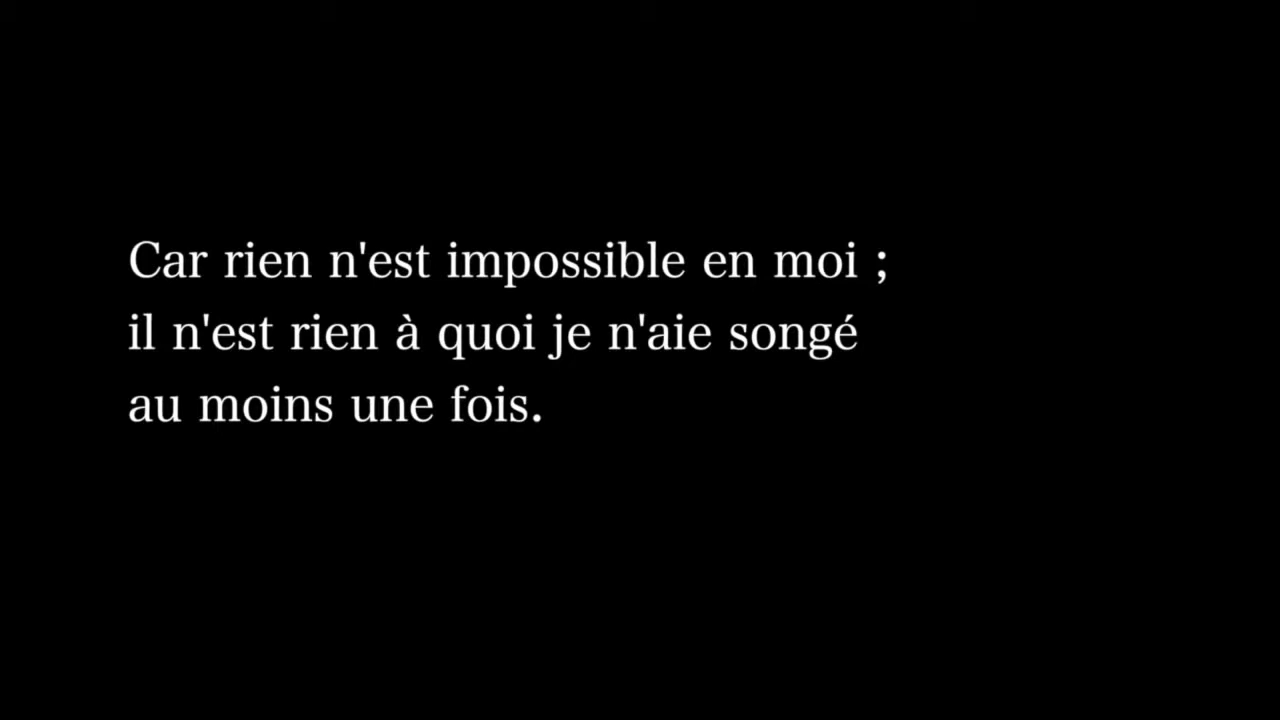 Car rien n'est impossible en moi ;
il n'est rien à quoi je n'aie songé
au moins une fois.